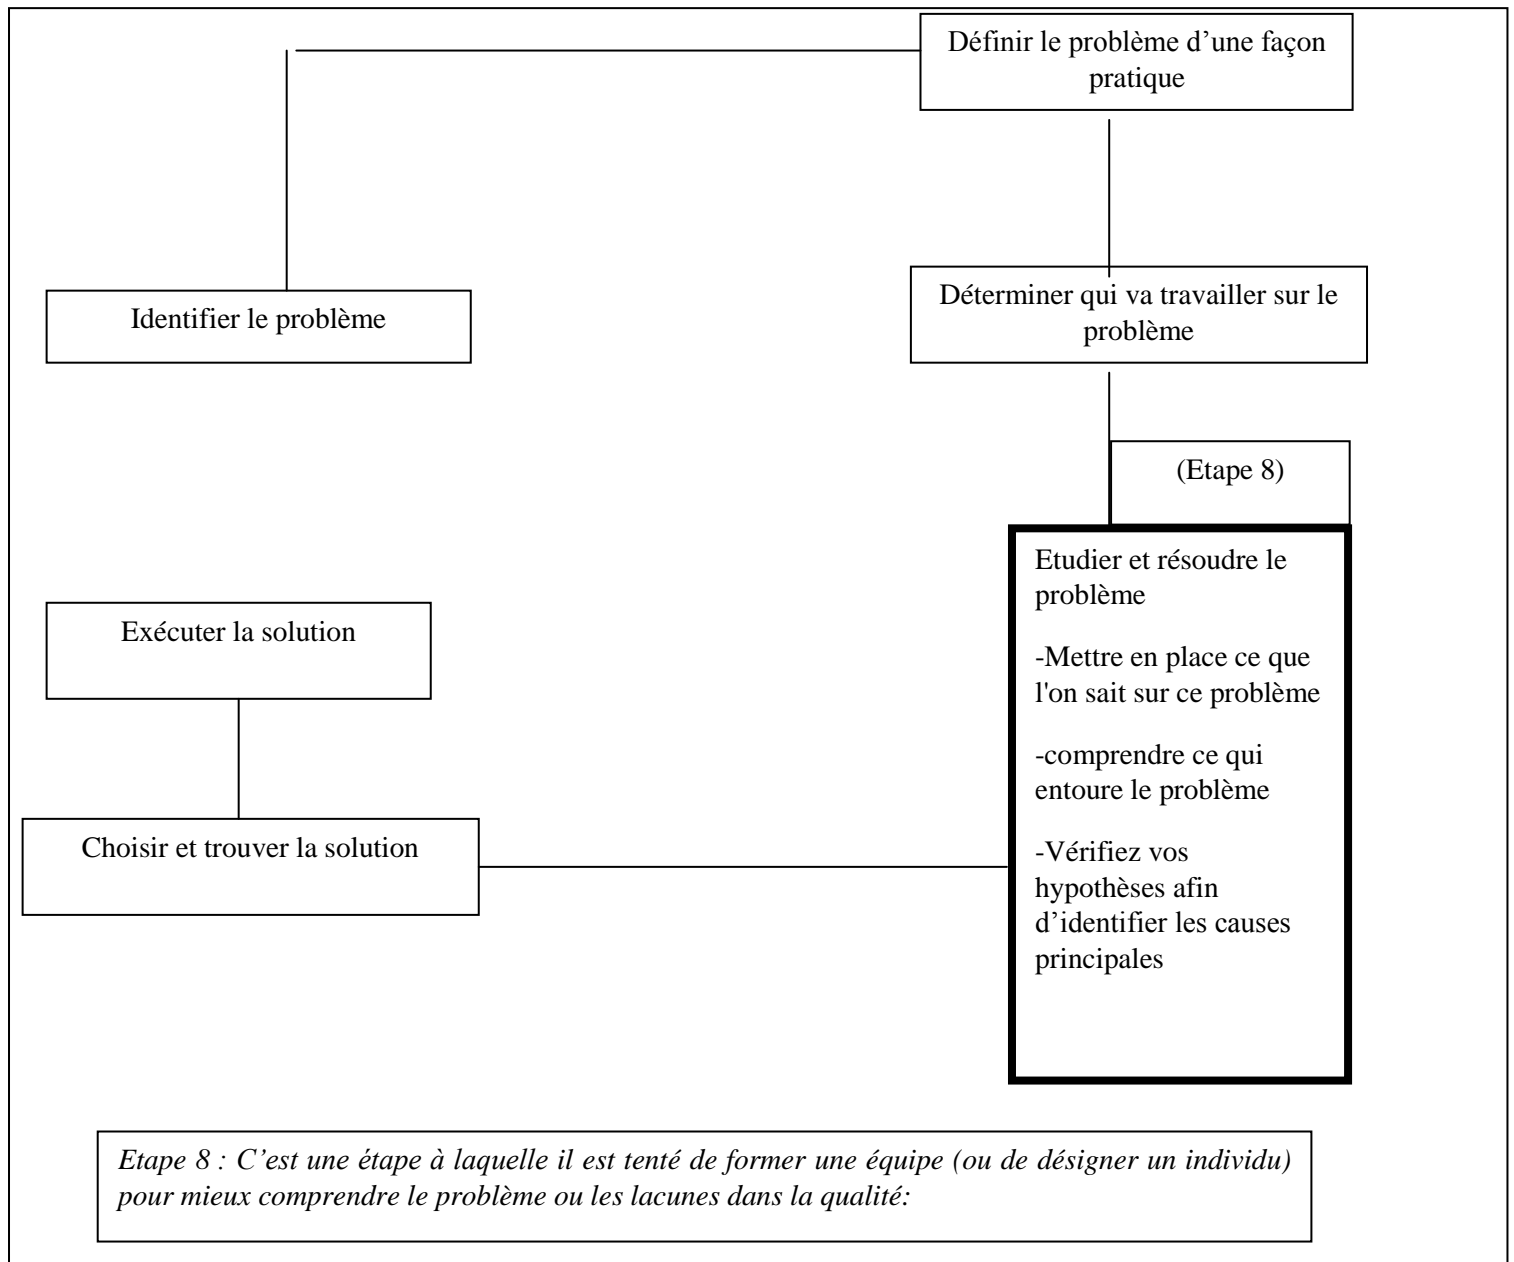 Définir le problème d’une façon
pratique
Identifier le problème
Déterminer qui va travailler sur le
problème
(Etape 8)
Etudier et résoudre le
problème
-Mettre en place ce que
l'on sait sur ce problème
-comprendre ce qui
entoure le problème
-Vérifiez vos
hypothèses afin
d’identifier les causes
principales
Exécuter la solution
Choisir et trouver la solution
Etape 8 : C’est une étape à laquelle il est tenté de former une équipe (ou de désigner un individu)
pour mieux comprendre le problème ou les lacunes dans la qualité: